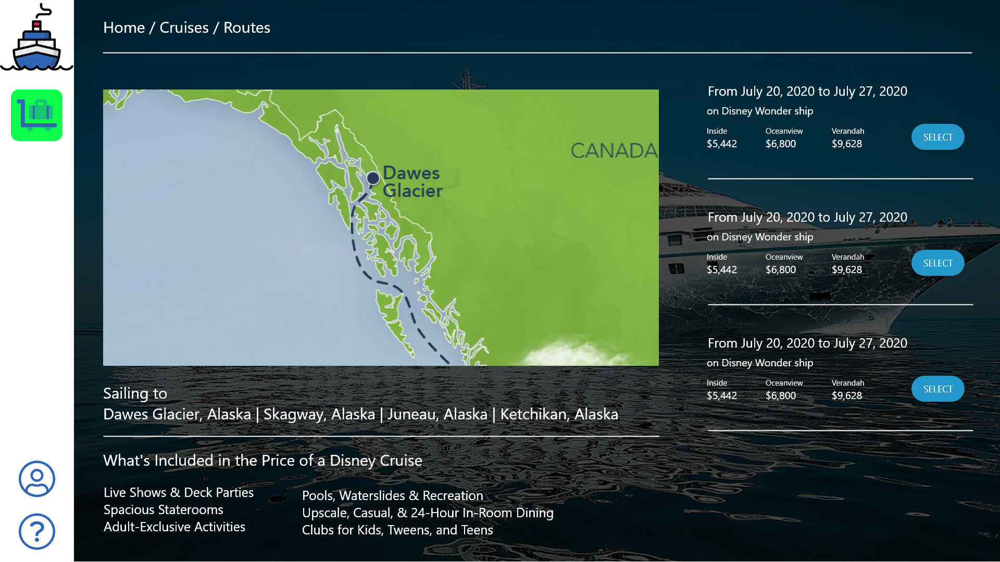 Home / Cruises / Routes
CANADA
Dawes
Glacier
Sailing to
Dawes Glacier, Alaska | Skagway, Alaska | Juneau, Alaska | Ketchikan, Alaska
What's Included in the Price of a Disney Cruise
Live Shows & Deck Parties
Spacious Staterooms
Adult-Exclusive Activities
Pools, Waterslides & Recreation
Upscale, Casual, & 24-Hour In-Room Dining
Clubs for Kids, Tweens, and Teens
From July 20, 2020 to July 27, 2020
on Disney Wonder ship
Inside Oceanview Verandah
$5,442 $6,800 $9,628
SELECT
From July 20, 2020 to July 27, 2020
on Disney Wonder ship
Inside Oceanview Verandah
$5,442 $6,800 $9,628
SELECT
From July 20, 2020 to July 27, 2020
on Disney Wonder ship
Inside Oceanview Verandah
$5,442 $6,800 $9,628
SELECT
?